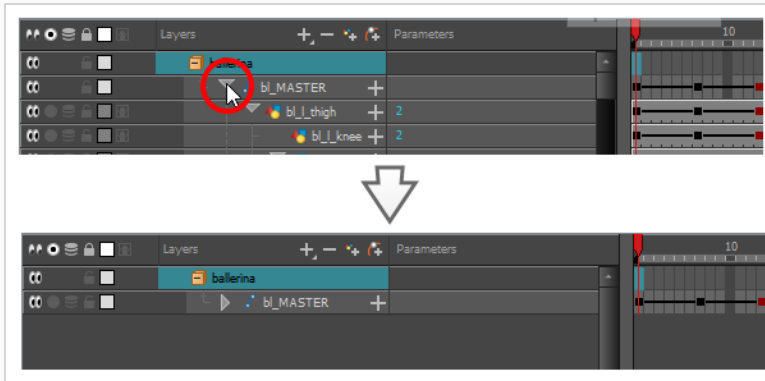 Layers Parameters 10
ballerina
bl_MASTER
bl_l_thigh 2
bl_l_knee 2
Layers Parameters 10
ballerina
bl_MASTER